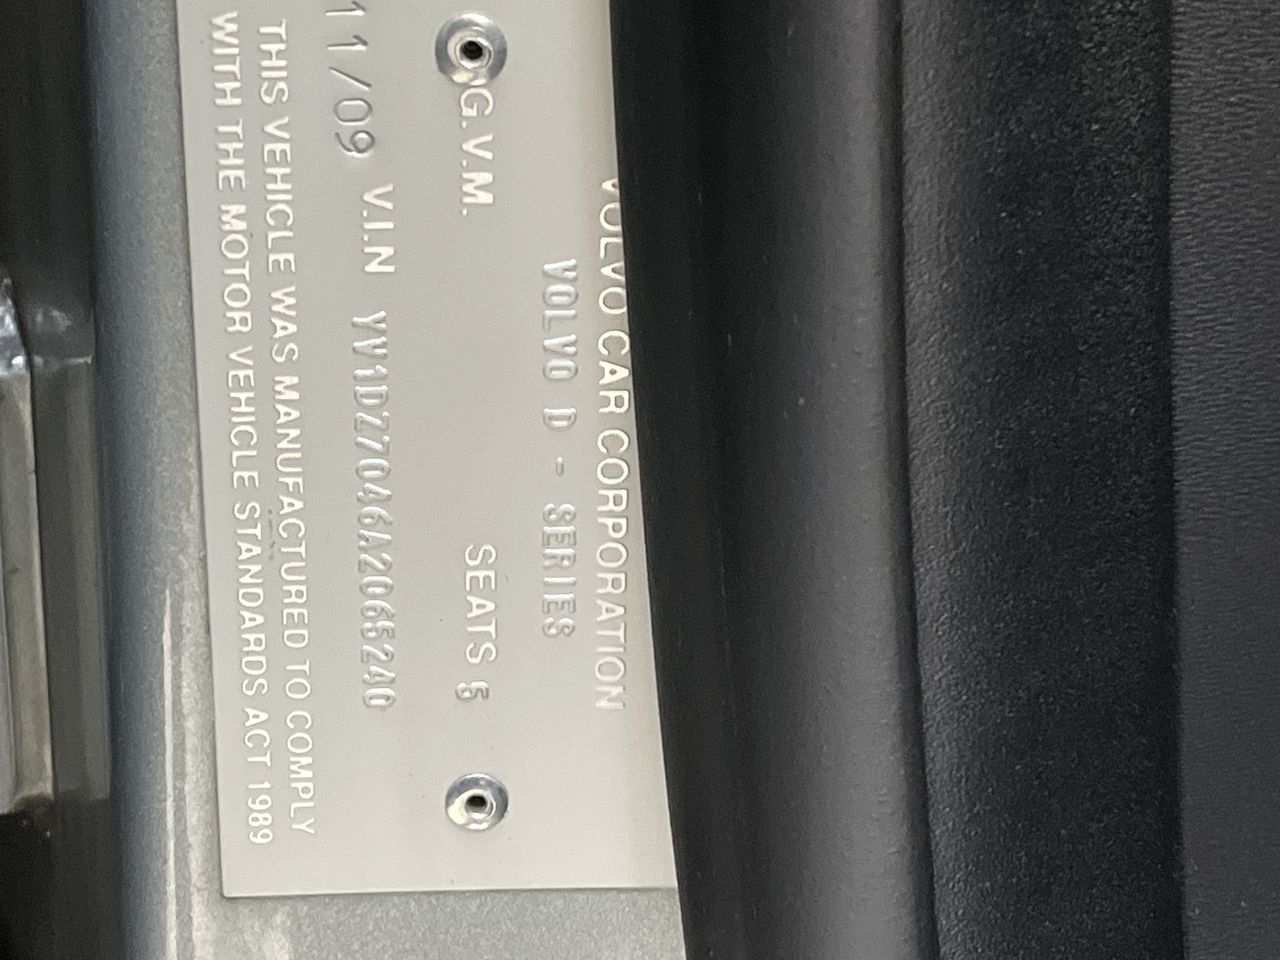 VOLVO CAR CORPORATION
VOLVO D - SERIES
G.V.M. SEATS 5
11/09 V.I.N YV1DZ7046A2065240
THIS VEHICLE WAS MANUFACTURED TO COMPLY
WITH THE MOTOR VEHICLE STANDARDS ACT 1989